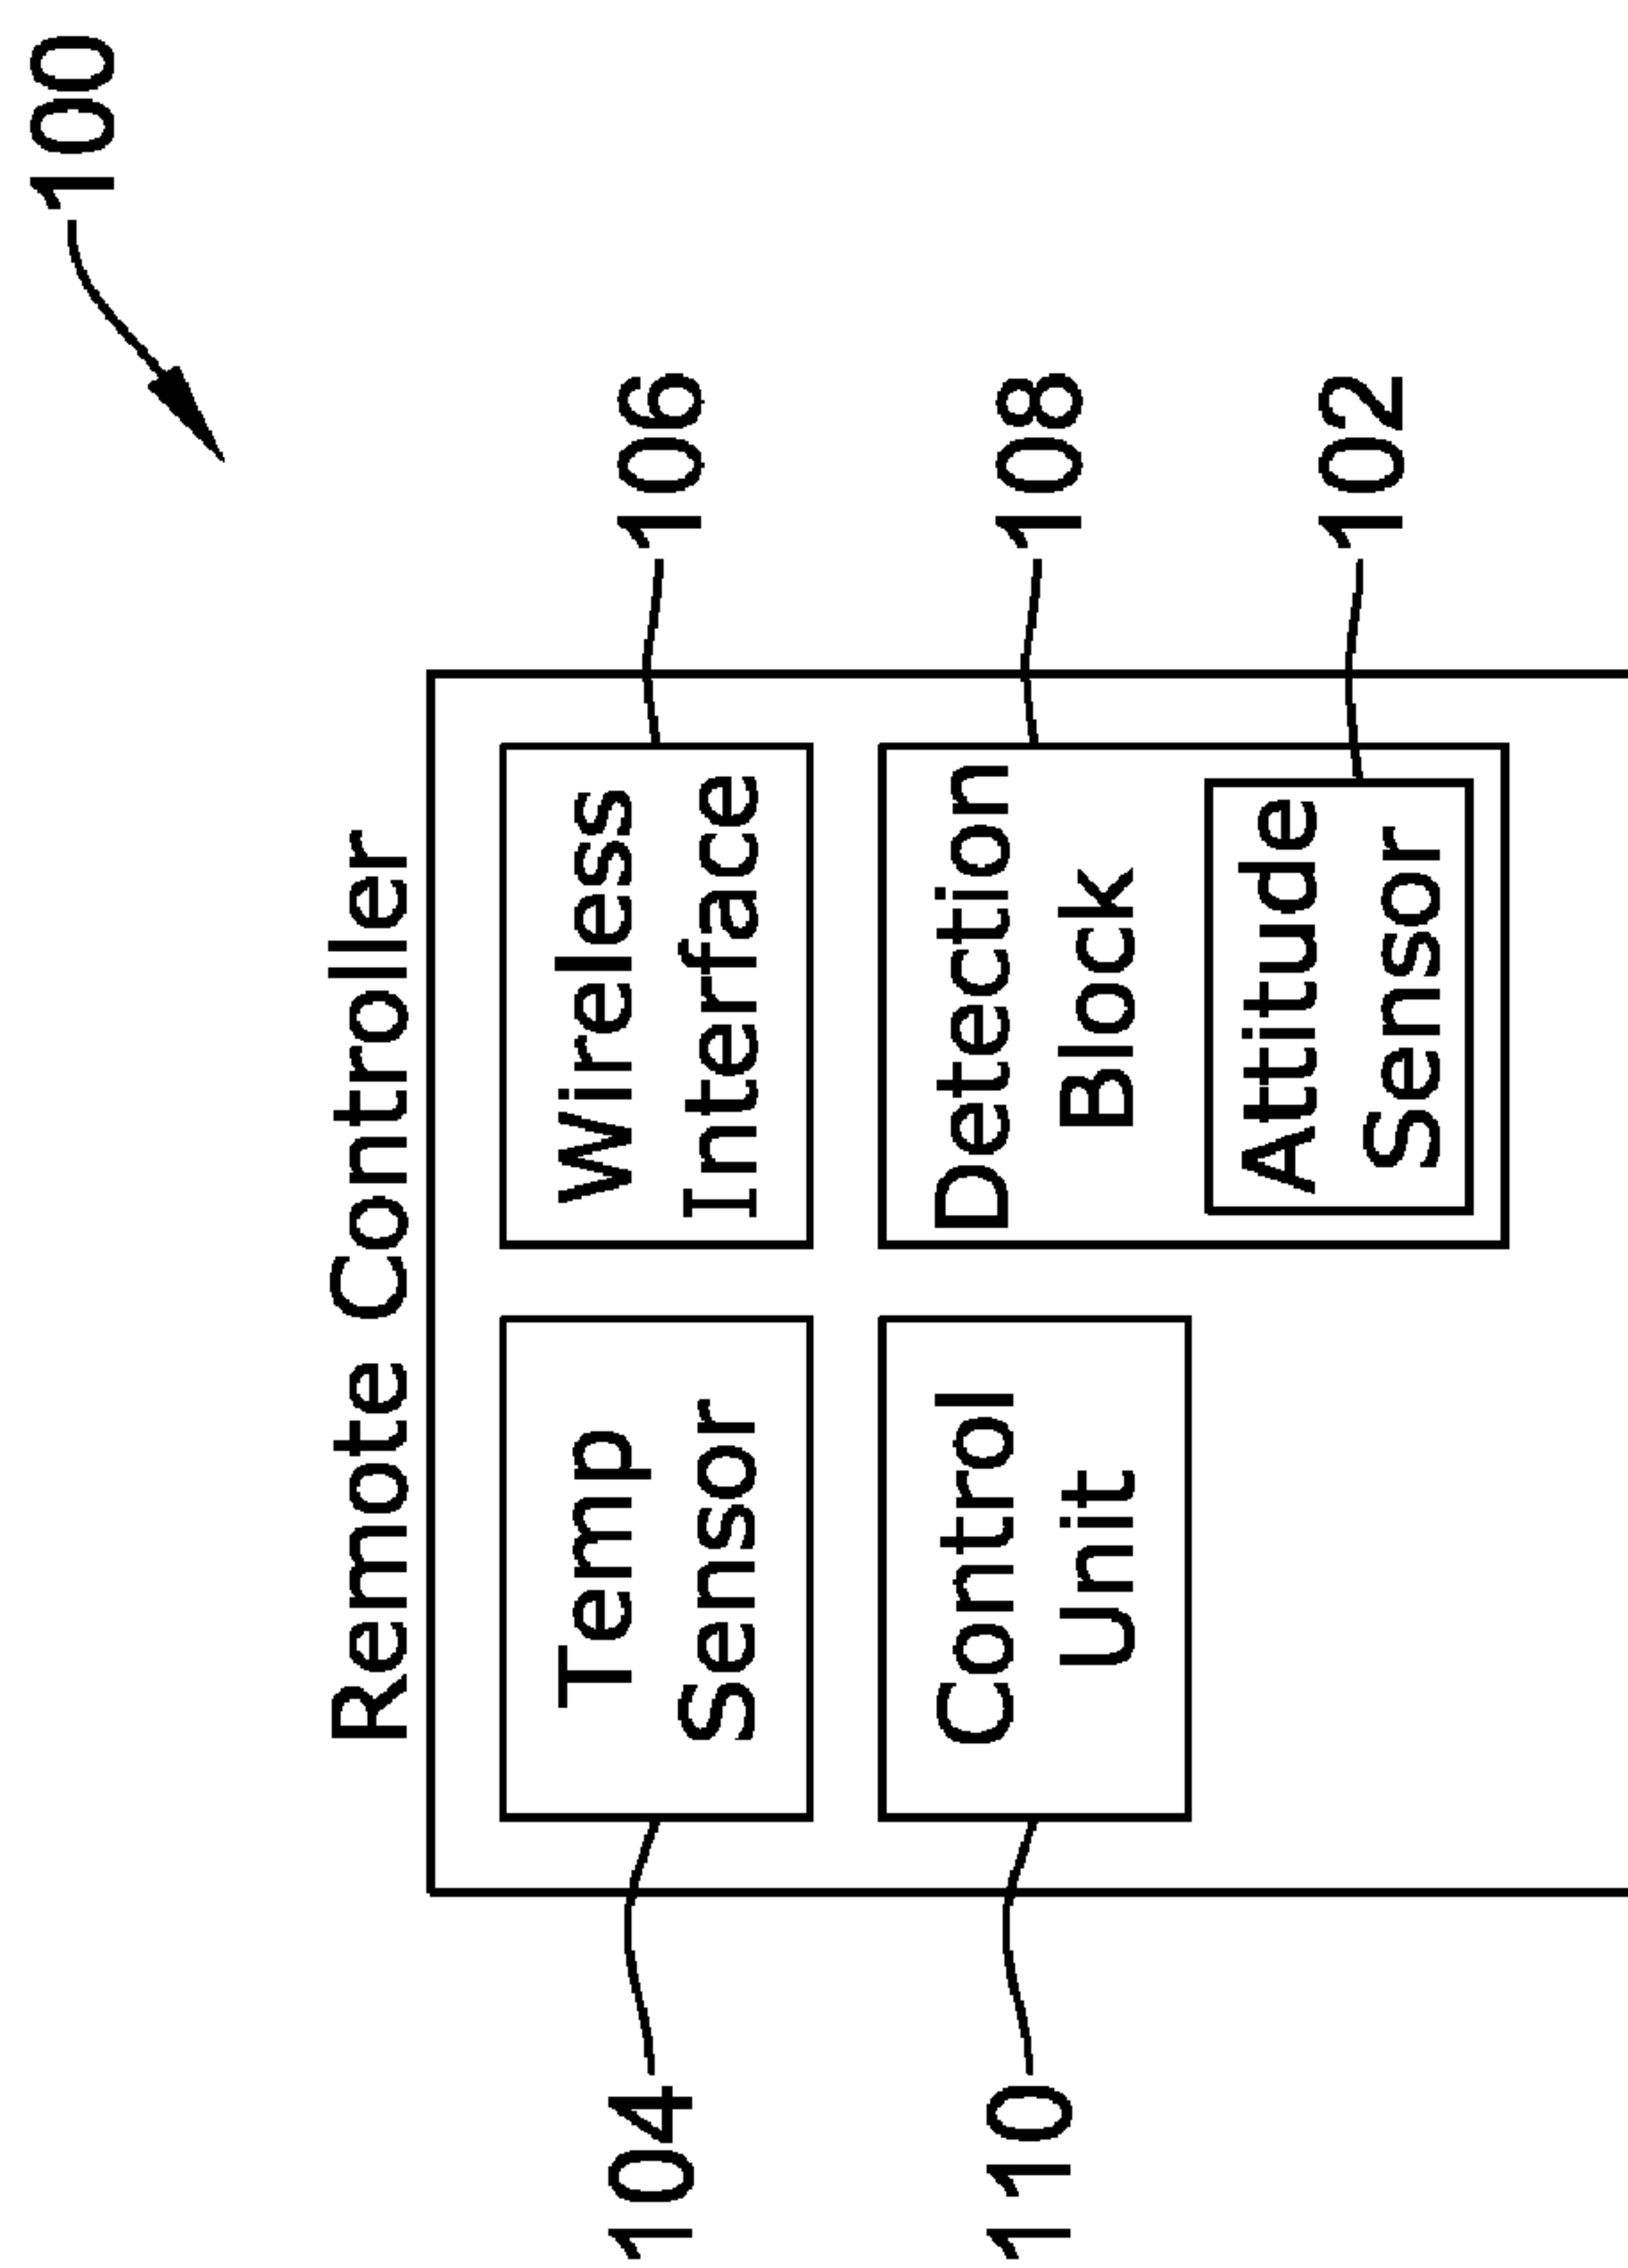 100
Remote Controller
104
Temp
Sensor
Wireless
Interface
106
110
Control
Unit
Detection
Block
108
Attitude
Sensor
102